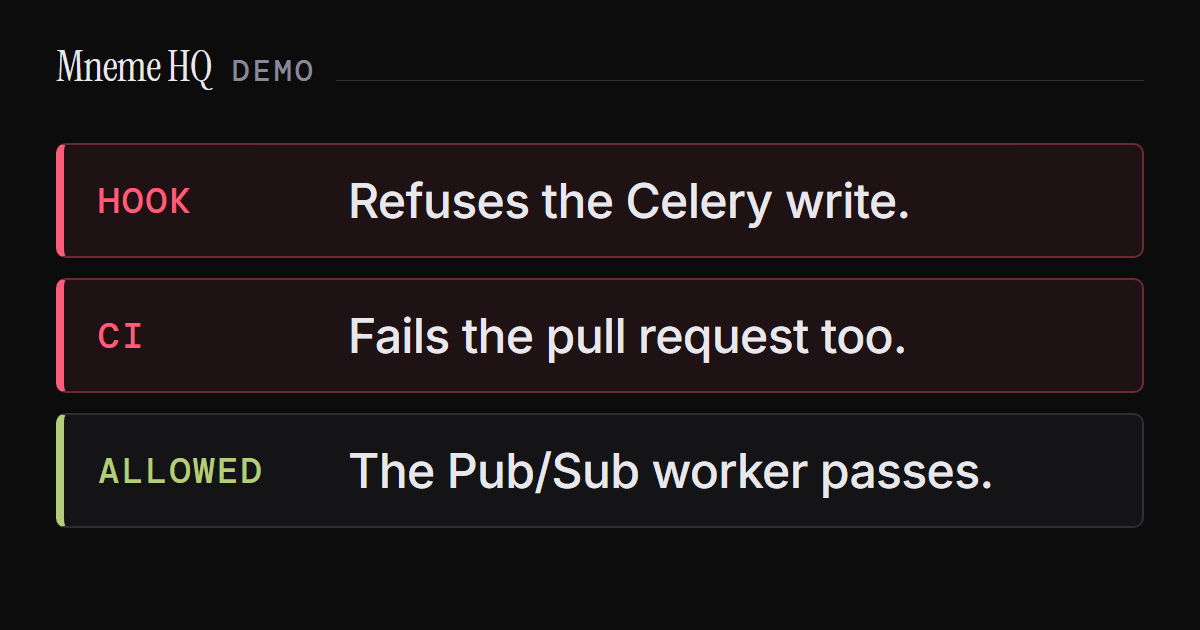 Mneme HQ DEMO
HOOK Refuses the Celery write.
CI Fails the pull request too.
ALLOWED The Pub/Sub worker passes.